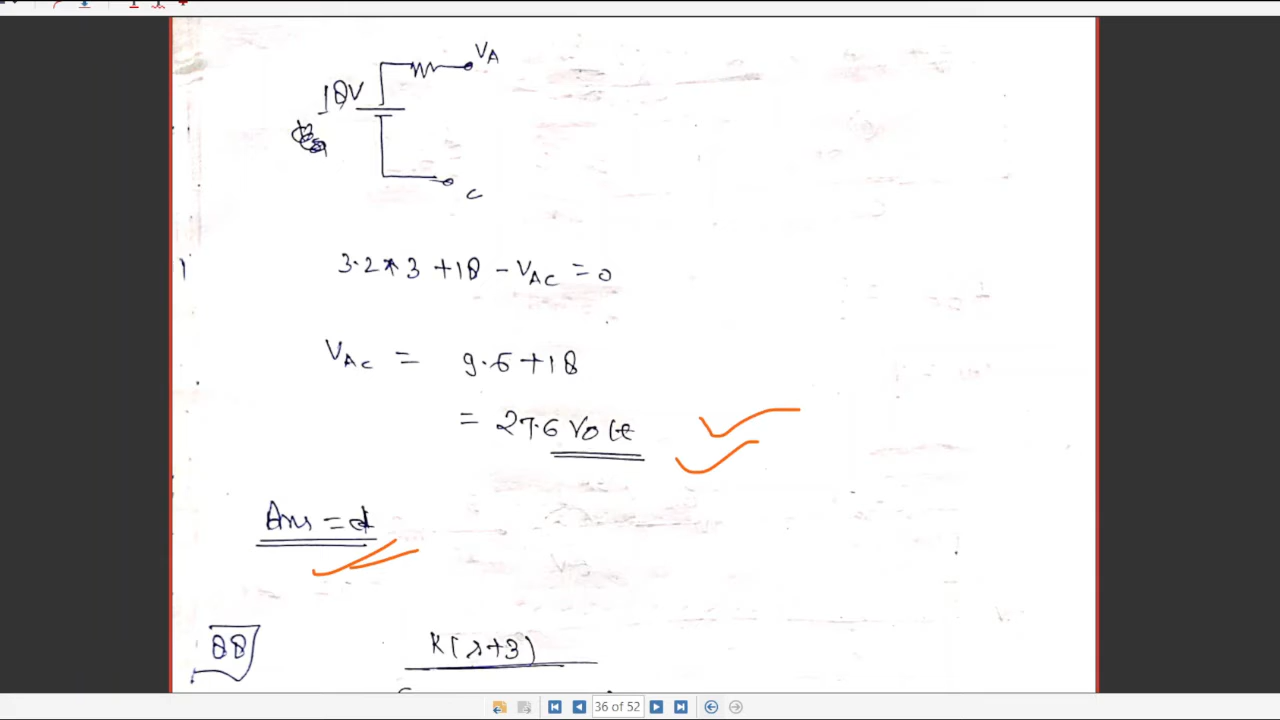 VA
18V
C
3.2*3 +18 - VAC = 0
VAC = 9.6+18
= 27.6 Volt
Ans = d
Q8
K(s+3)
36 of 52